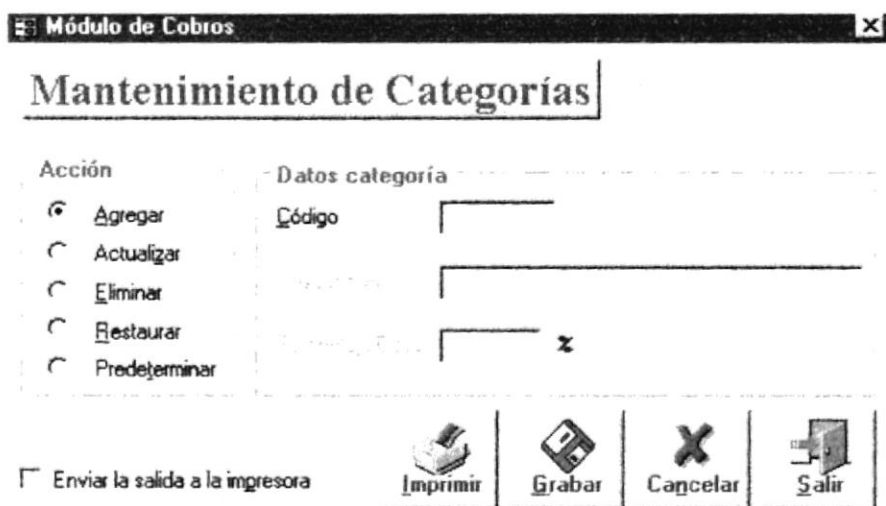 Módulo de Cobros
Mantenimiento de Categorías
Acción
Agregar
Actualizar
Eliminar
Restaurar
Predeterminar
Datos categoría
Código
%
Enviar la salida a la impresora
Imprimir
Grabar
Cancelar
Salir